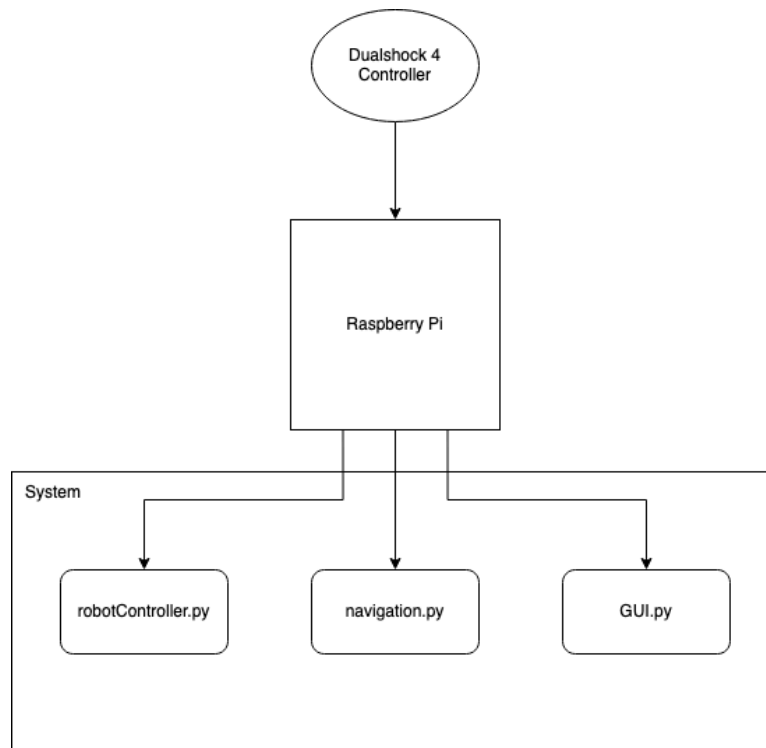 Dualshock 4
Controller
Raspberry Pi
System
robotController.py
navigation.py
GUI.py